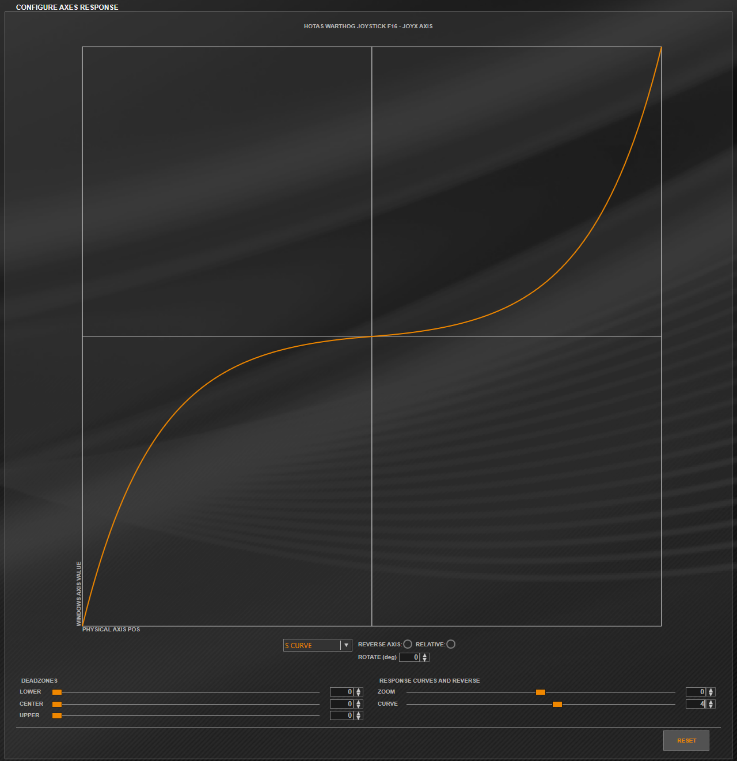 CONFIGURE AXES RESPONSE
HOTAS WARTHOG JOYSTICK F16 - JOYX AXIS
WINDOWS AXIS VALUE
PHYSICAL AXIS POS
S CURVE REVERSE AXIS: RELATIVE:
ROTATE (deg) 0
DEADZONES RESPONSE CURVES AND REVERSE
LOWER 0 ZOOM 0
CENTER 0 CURVE 4
UPPER 0
RESET